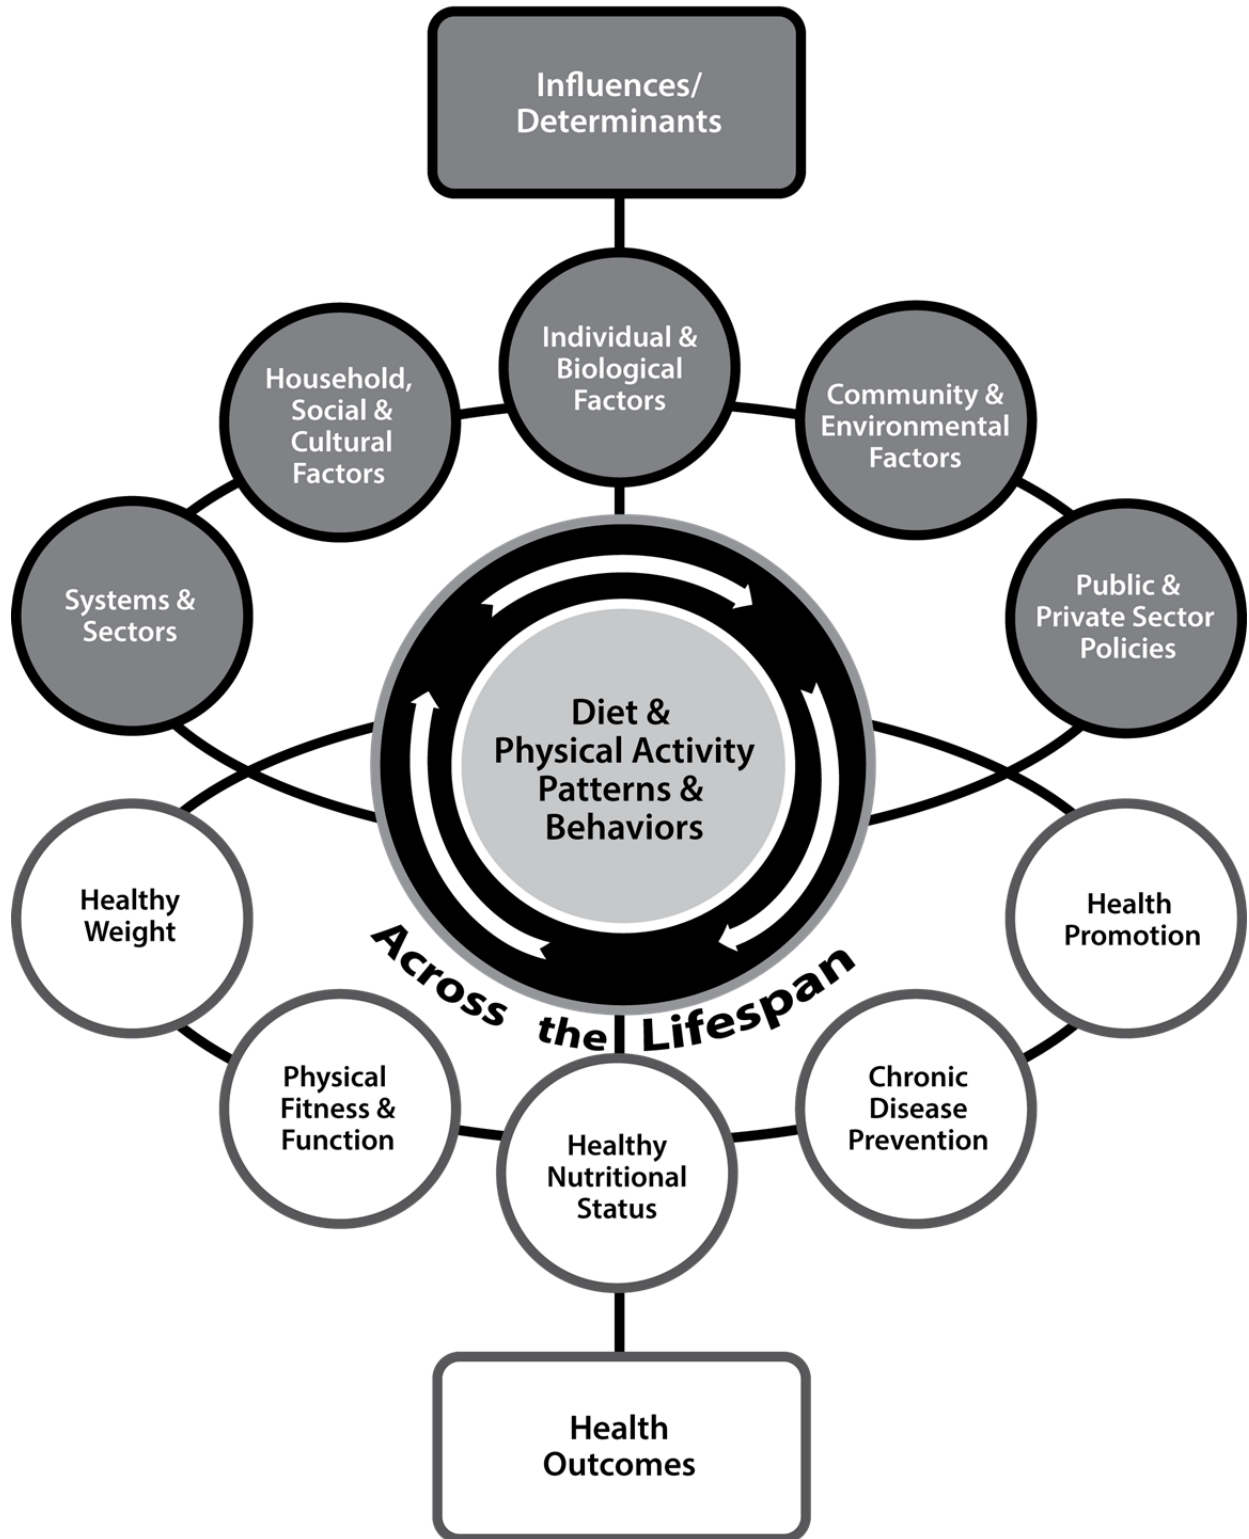 Influences/
Determinants
Individual &
Biological
Factors
Household,
Social &
Cultural
Factors
Community &
Environmental
Factors
Systems &
Sectors
Public &
Private Sector
Policies
Diet &
Physical Activity
Patterns &
Behaviors
Across the Lifespan
Healthy
Weight
Health
Promotion
Physical
Fitness &
Function
Chronic
Disease
Prevention
Healthy
Nutritional
Status
Health
Outcomes